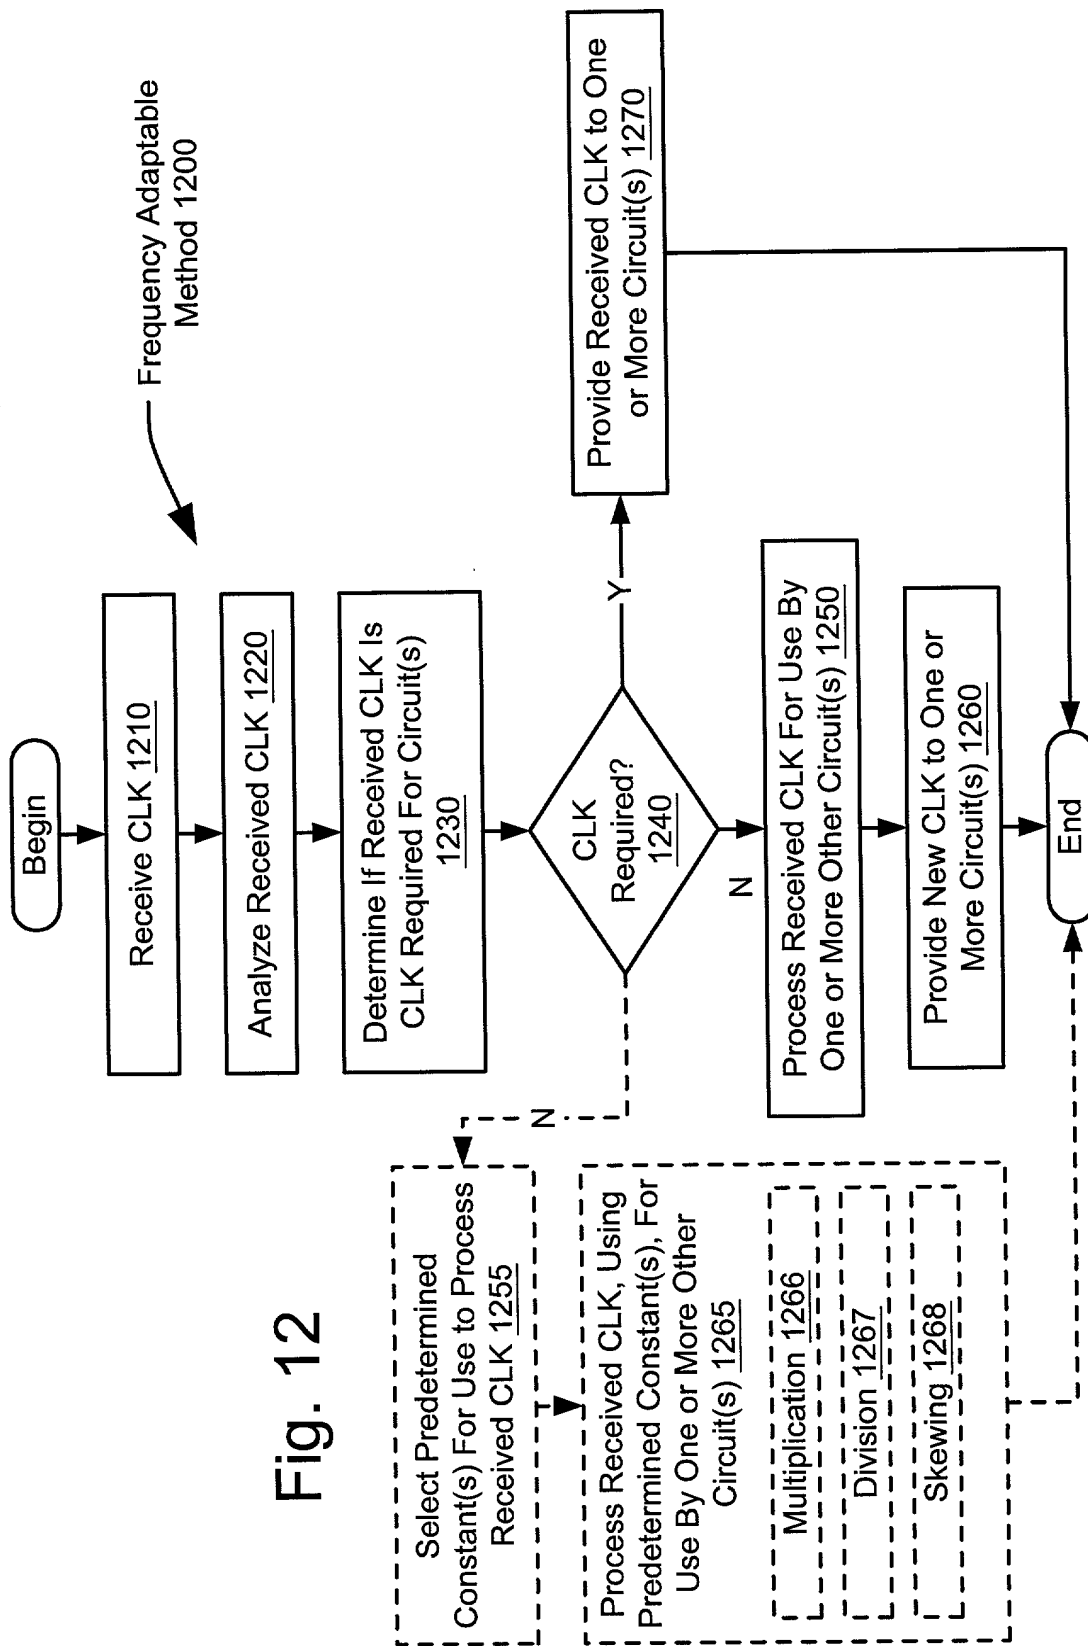 Fig. 12
Frequency Adaptable
Method 1200
Begin
Receive CLK 1210
Analyze Received CLK 1220
Determine If Received CLK Is
CLK Required For Circuit(s)
1230
CLK
Required?
1240
Y
Provide Received CLK to One
or More Circuit(s) 1270
N
Process Received CLK For Use By
One or More Other Circuit(s) 1250
Provide New CLK to One or
More Circuit(s) 1260
N
Select Predetermined
Constant(s) For Use to Process
Received CLK 1255
Process Received CLK, Using
Predetermined Constant(s), For
Use By One or More Other
Circuit(s) 1265
Multiplication 1266
Division 1267
Skewing 1268
End